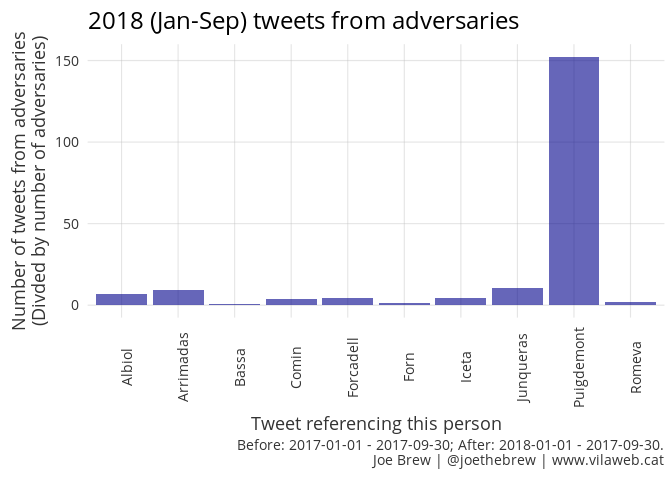 2018 (Jan-Sep) tweets from adversaries
Number of tweets from adversaries
(Divded by number of adversaries)
150
100
50
0
Albiol
Arrimadas
Bassa
Comin
Forcadell
Forn
Iceta
Junqueras
Puigdemont
Romeva
Tweet referencing this person
Before: 2017-01-01 - 2017-09-30; After: 2018-01-01 - 2017-09-30.
Joe Brew | @joethebrew | www.vilaweb.cat